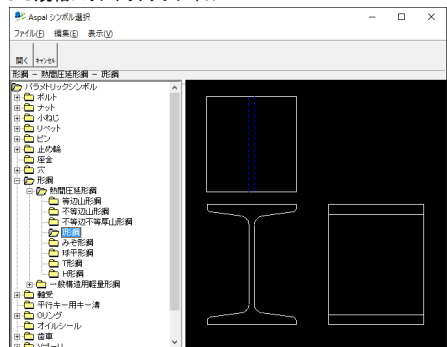 Aspal シンボル選択
ファイル(F) 編集(E) 表示(V)
開く ｷｬﾝｾﾙ
形鋼 － 熱間圧延形鋼 － I形鋼
パラメトリックシンボル
ボルト
ナット
小ねじ
リベット
ピン
止め輪
座金
穴
形鋼
熱間圧延形鋼
等辺山形鋼
不等辺山形鋼
不等辺不等厚山形鋼
I形鋼
みぞ形鋼
球平形鋼
T形鋼
H形鋼
一般構造用軽量形鋼
軸受
平行キー用キー溝
Oリング
オイルシール
歯車